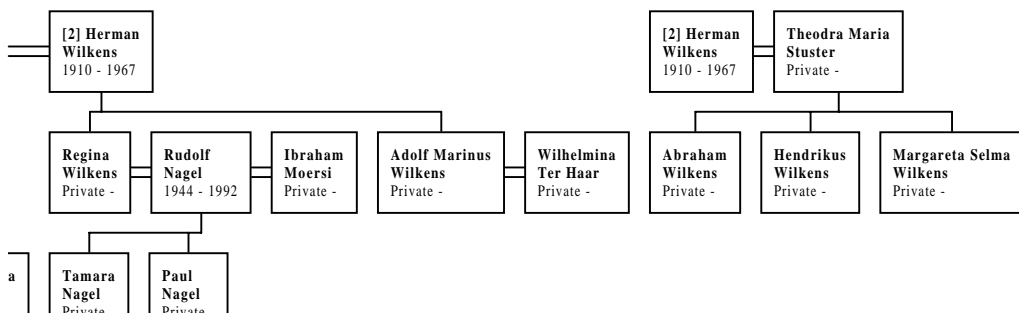 [2] Herman
Wilkens
1910 - 1967
[2] Herman
Wilkens
1910 - 1967
Theodra Maria
Stuster
Private -
Regina
Wilkens
Private -
Rudolf
Nagel
1944 - 1992
Ibraham
Moersi
Private -
Adolf Marinus
Wilkens
Private -
Wilhelmina
Ter Haar
Private -
Abraham
Wilkens
Private -
Hendrikus
Wilkens
Private -
Margareta Selma
Wilkens
Private -
a
Tamara
Nagel
Private
Paul
Nagel
Private